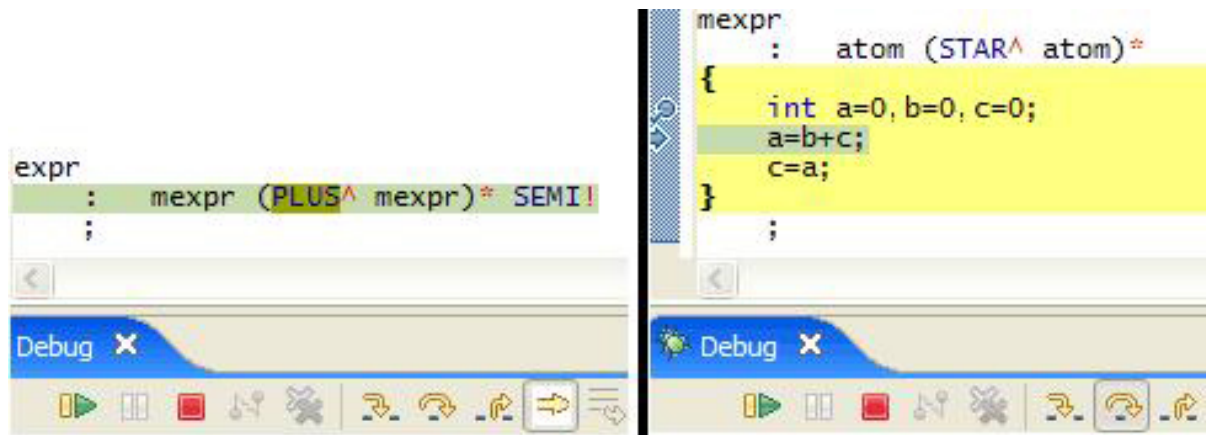 expr
: mexpr (PLUS^ mexpr)* SEMI!
;
Debug
mexpr
: atom (STAR^ atom)*
{
int a=0,b=0,c=0;
a=b+c;
c=a;
}
;
Debug